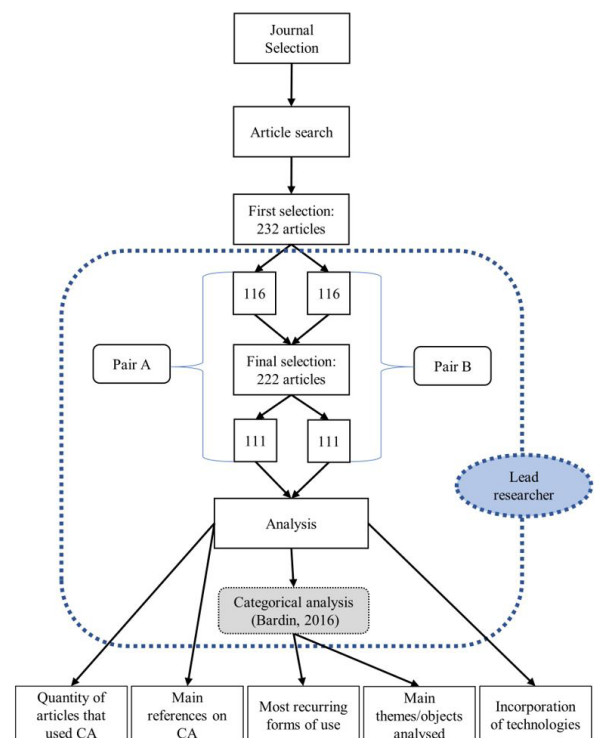 Journal
Selection
Article search
First selection:
232 articles
116
116
Pair A
Final selection:
222 articles
Pair B
111
111
Lead
researcher
Analysis
Categorical analysis
(Bardin, 2016)
Quantity of
articles that
used CA
Main
references on
CA
Most recurring
forms of use
Main
themes/objects
analysed
Incorporation
of technologies